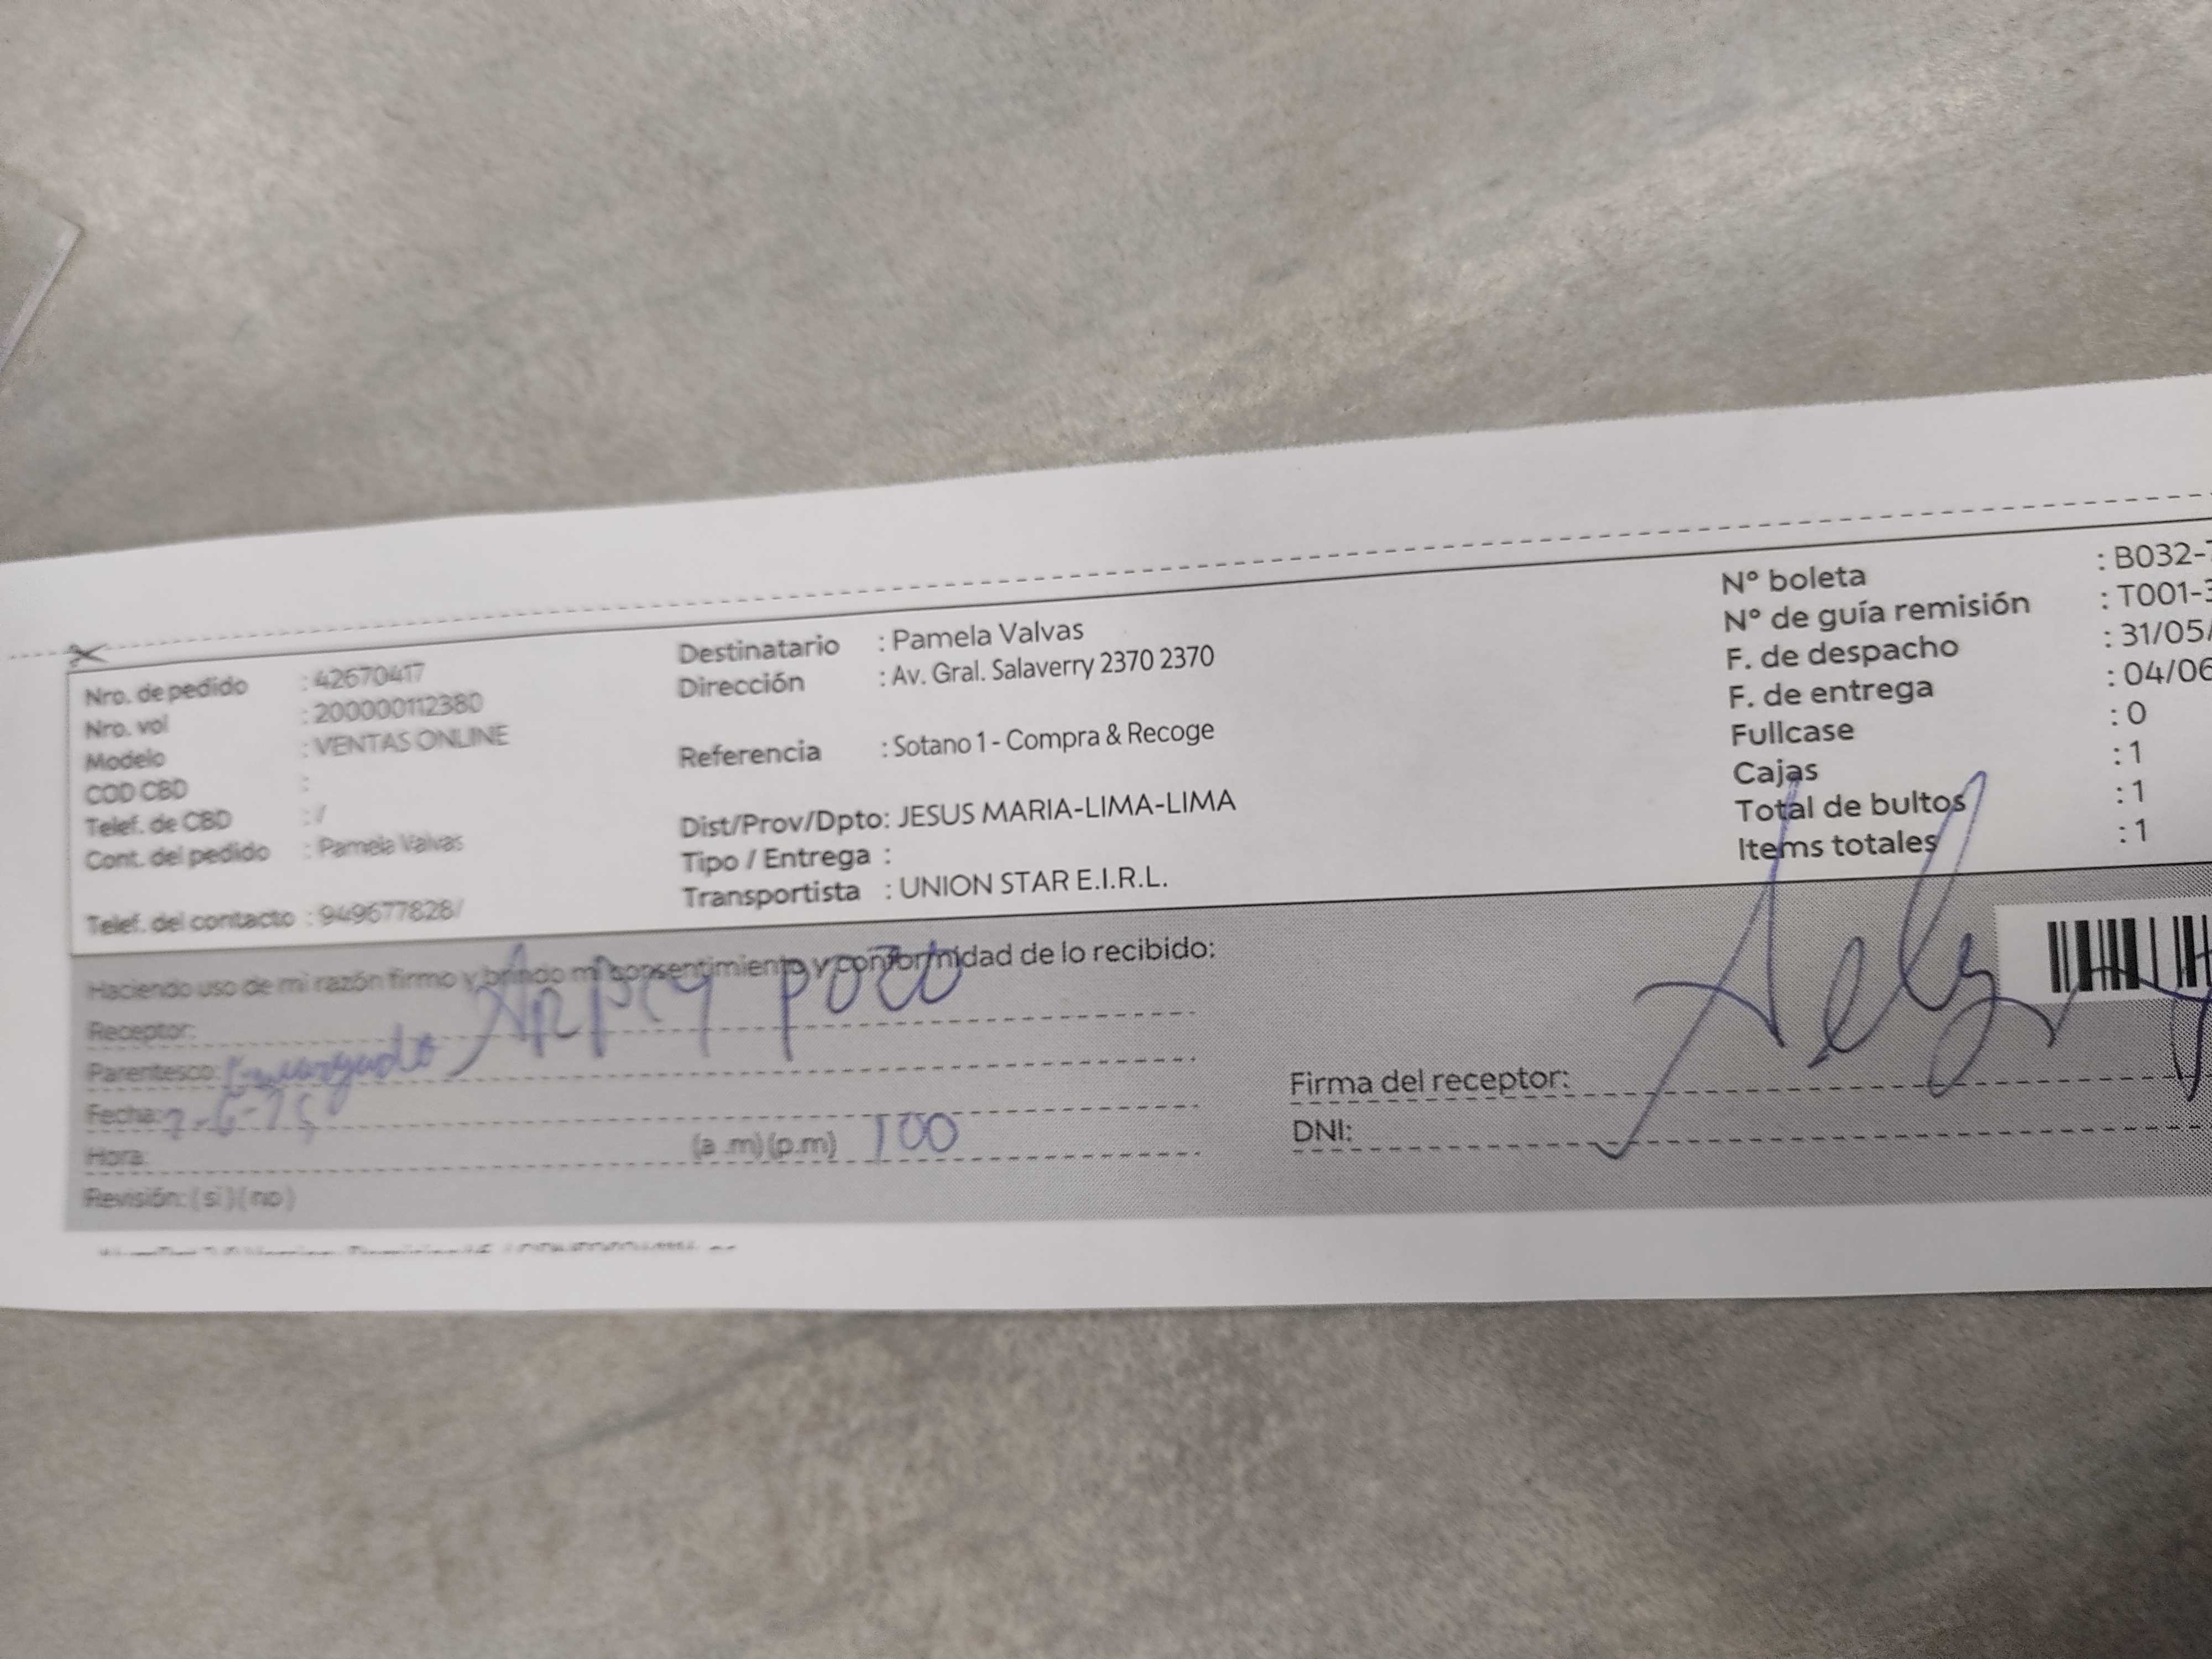 Nro. de pedido : 42670417
Nro. vol : 200000112380
Modelo : VENTAS ONLINE
COD CBD :
Telef. de CBD : /
Cont. del pedido : Pamela Valvas
Telef. del contacto : 949677828/
Destinatario : Pamela Valvas
Dirección : Av. Gral. Salaverry 2370 2370
Referencia : Sotano 1 - Compra & Recoge
Dist/Prov/Dpto: JESUS MARIA-LIMA-LIMA
Tipo / Entrega :
Transportista : UNION STAR E.I.R.L.
N° boleta : B032-
N° de guía remisión : T001-3
F. de despacho : 31/05/
F. de entrega : 04/06
Fullcase : 0
Cajas : 1
Total de bultos : 1
Items totales : 1
Haciendo uso de mi razón firmo y brindo mi consentimiento y conformidad de lo recibido:
Receptor:
Parentesco: Encargado
Fecha:
Hora: (a .m) (p.m) 100
Revisión: ( si ) ( no )
Firma del receptor:
DNI: